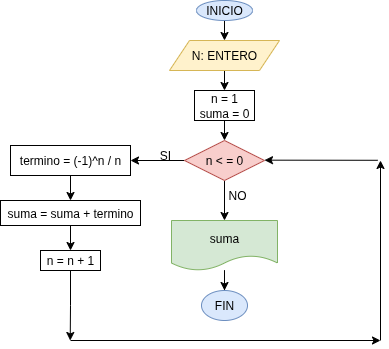 INICIO
N: ENTERO
n = 1
suma = 0
n < = 0
SI
termino = (-1)^n / n
suma = suma + termino
n = n + 1
NO
suma
FIN